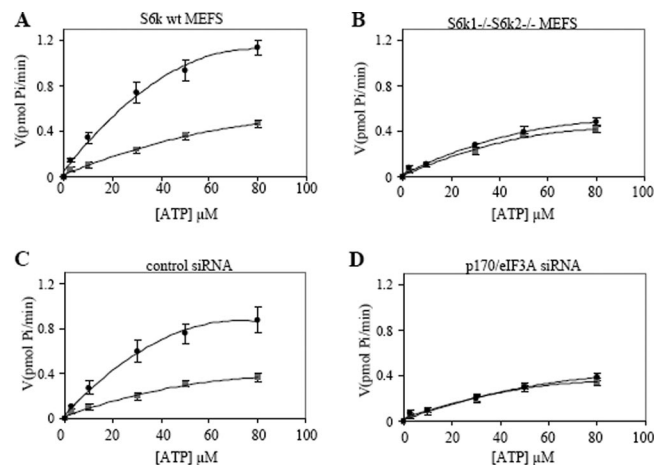 A
S6k wt MEFS
V(pmol Pi/min)
1.2
0.8
0.4
0
0
20
40
60
80
100
[ATP] µM
B
S6k1-/-S6k2-/- MEFS
V(pmol Pi/min)
1.2
0.8
0.4
0
0
20
40
60
80
100
[ATP] µM
C
control siRNA
V(pmol Pi/min)
1.2
0.8
0.4
0
0
20
40
60
80
100
[ATP] µM
D
p170/eIF3A siRNA
V(pmol Pi/min)
1.2
0.8
0.4
0
0
20
40
60
80
100
[ATP] µM